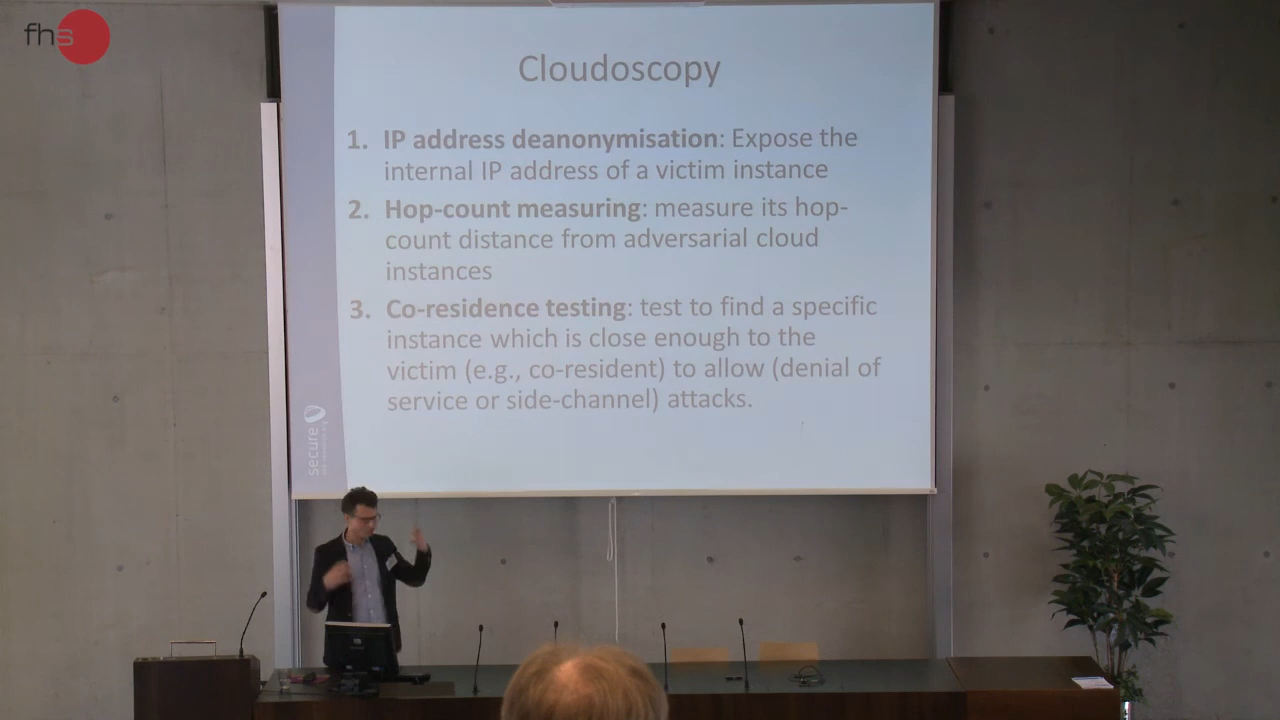 fhs
Cloudoscopy
1. IP address deanonymisation: Expose the
internal IP address of a victim instance
2. Hop-count measuring: measure its hop-
count distance from adversarial cloud
instances
3. Co-residence testing: test to find a specific
instance which is close enough to the
victim (e.g., co-resident) to allow (denial of
service or side-channel) attacks.
secure